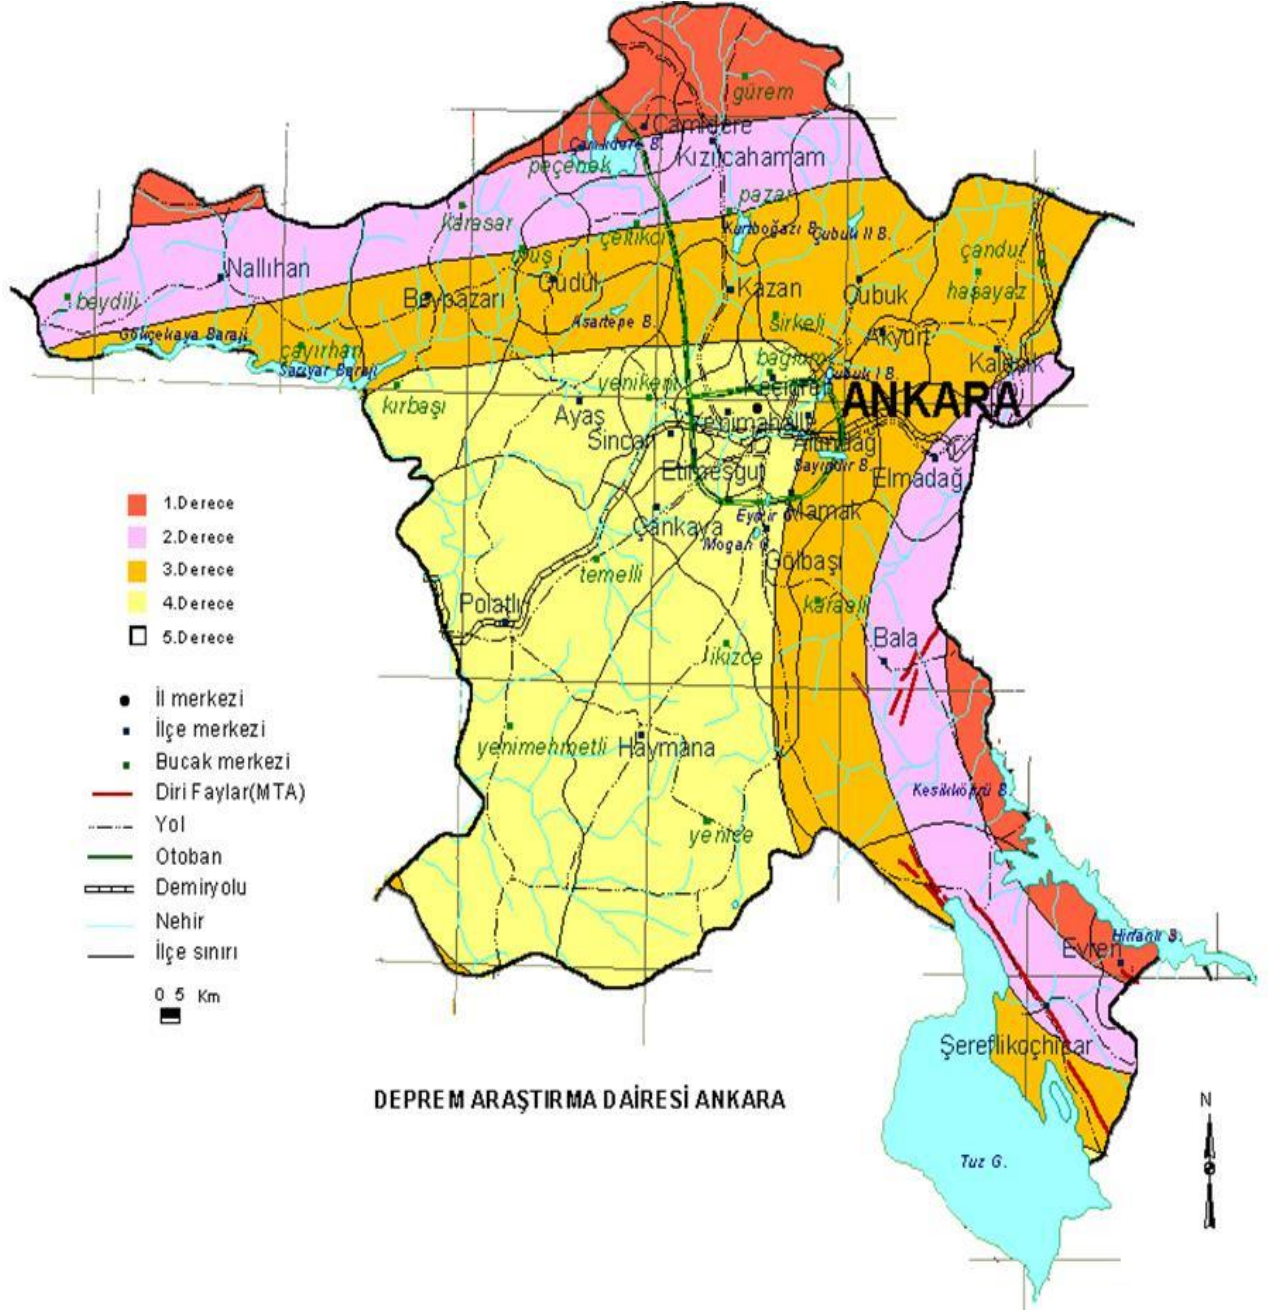 gürem
Çamlıdere
Çamlıdere B.
Kızılcahamam
peçenek
pazar
karasar
Kurtboğazı B.
Çubuk II B.
çeltikci
uruş
çandır
Nallıhan
Güdül
Kazan
Çubuk
hasayaz
beydili
Beypazarı
Asartepe B.
sirkeli
Gökçekaya Barajı
Akyurt
çayırhan
bağlum
Kalecik
Sarıyar Barajı
yenikent
Keçiören
Çubuk I B.
kırbaşı
ANKARA
Ayaş
Yenimahalle
Sincan
Altındağ
Etimesgut
Bayındır B.
Elmadağ
1.Derece
2.Derece
3.Derece
4.Derece
5.Derece
Çankaya
Eymir G.
Mamak
Mogan G.
Gölbaşı
temelli
Polatlı
karaali
Bala
ikizce
yenimehmetli
Haymana
Kesikköprü B.
yenice
İl merkezi
İlçe merkezi
Bucak merkezi
Diri Faylar(MTA)
Yol
Otoban
Demiryolu
Nehir
İlçe sınırı
0 5 Km
Hirfanlı B.
Evren
Şereflikoçhisar
DEPREM ARAŞTIRMA DAİRESİ ANKARA
N
Tuz G.